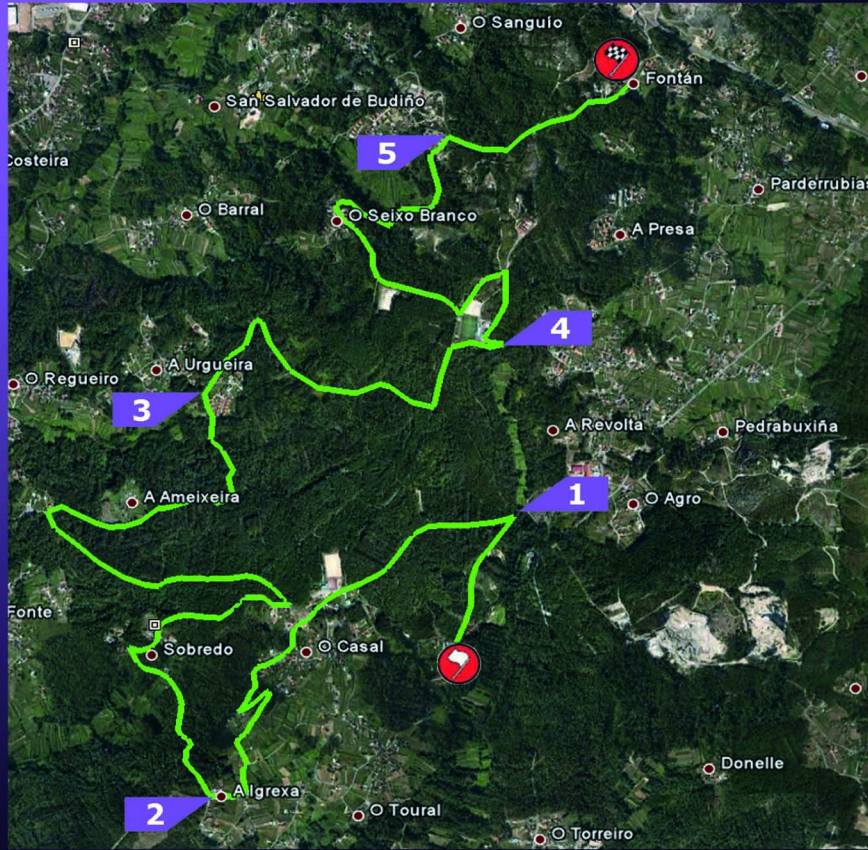 O Sanguío
Fontán
San Salvador de Budiño
5
Costeira
Parderrubias
O Barral
O Seixo Branco
A Presa
4
A Urgueira
O Regueiro
3
A Revolta
Pedrabuxiña
A Ameixeira
1
O Agro
Fonte
Sobredo
O Casal
Donelle
A Igrexa
2
O Toural
O Torreiro